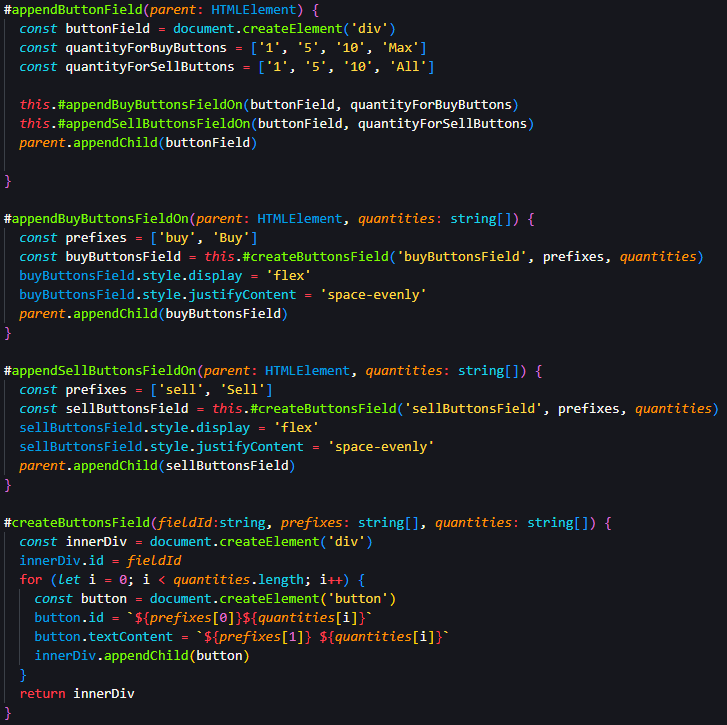 #appendButtonField(parent: HTMLElement) {
const buttonField = document.createElement('div')
const quantityForBuyButtons = ['1', '5', '10', 'Max']
const quantityForSellButtons = ['1', '5', '10', 'All']
this.#appendBuyButtonsFieldOn(buttonField, quantityForBuyButtons)
this.#appendSellButtonsFieldOn(buttonField, quantityForSellButtons)
parent.appendChild(buttonField)
}
#appendBuyButtonsFieldOn(parent: HTMLElement, quantities: string[]) {
const prefixes = ['buy', 'Buy']
const buyButtonsField = this.#createButtonsField('buyButtonsField', prefixes, quantities)
buyButtonsField.style.display = 'flex'
buyButtonsField.style.justifyContent = 'space-evenly'
parent.appendChild(buyButtonsField)
}
#appendSellButtonsFieldOn(parent: HTMLElement, quantities: string[]) {
const prefixes = ['sell', 'Sell']
const sellButtonsField = this.#createButtonsField('sellButtonsField', prefixes, quantities)
sellButtonsField.style.display = 'flex'
sellButtonsField.style.justifyContent = 'space-evenly'
parent.appendChild(sellButtonsField)
}
#createButtonsField(fieldId:string, prefixes: string[], quantities: string[]) {
const innerDiv = document.createElement('div')
innerDiv.id = fieldId
for (let i = 0; i < quantities.length; i++) {
const button = document.createElement('button')
button.id = `${prefixes[0]}${quantities[i]}`
button.textContent = `${prefixes[1]} ${quantities[i]}`
innerDiv.appendChild(button)
}
return innerDiv
}